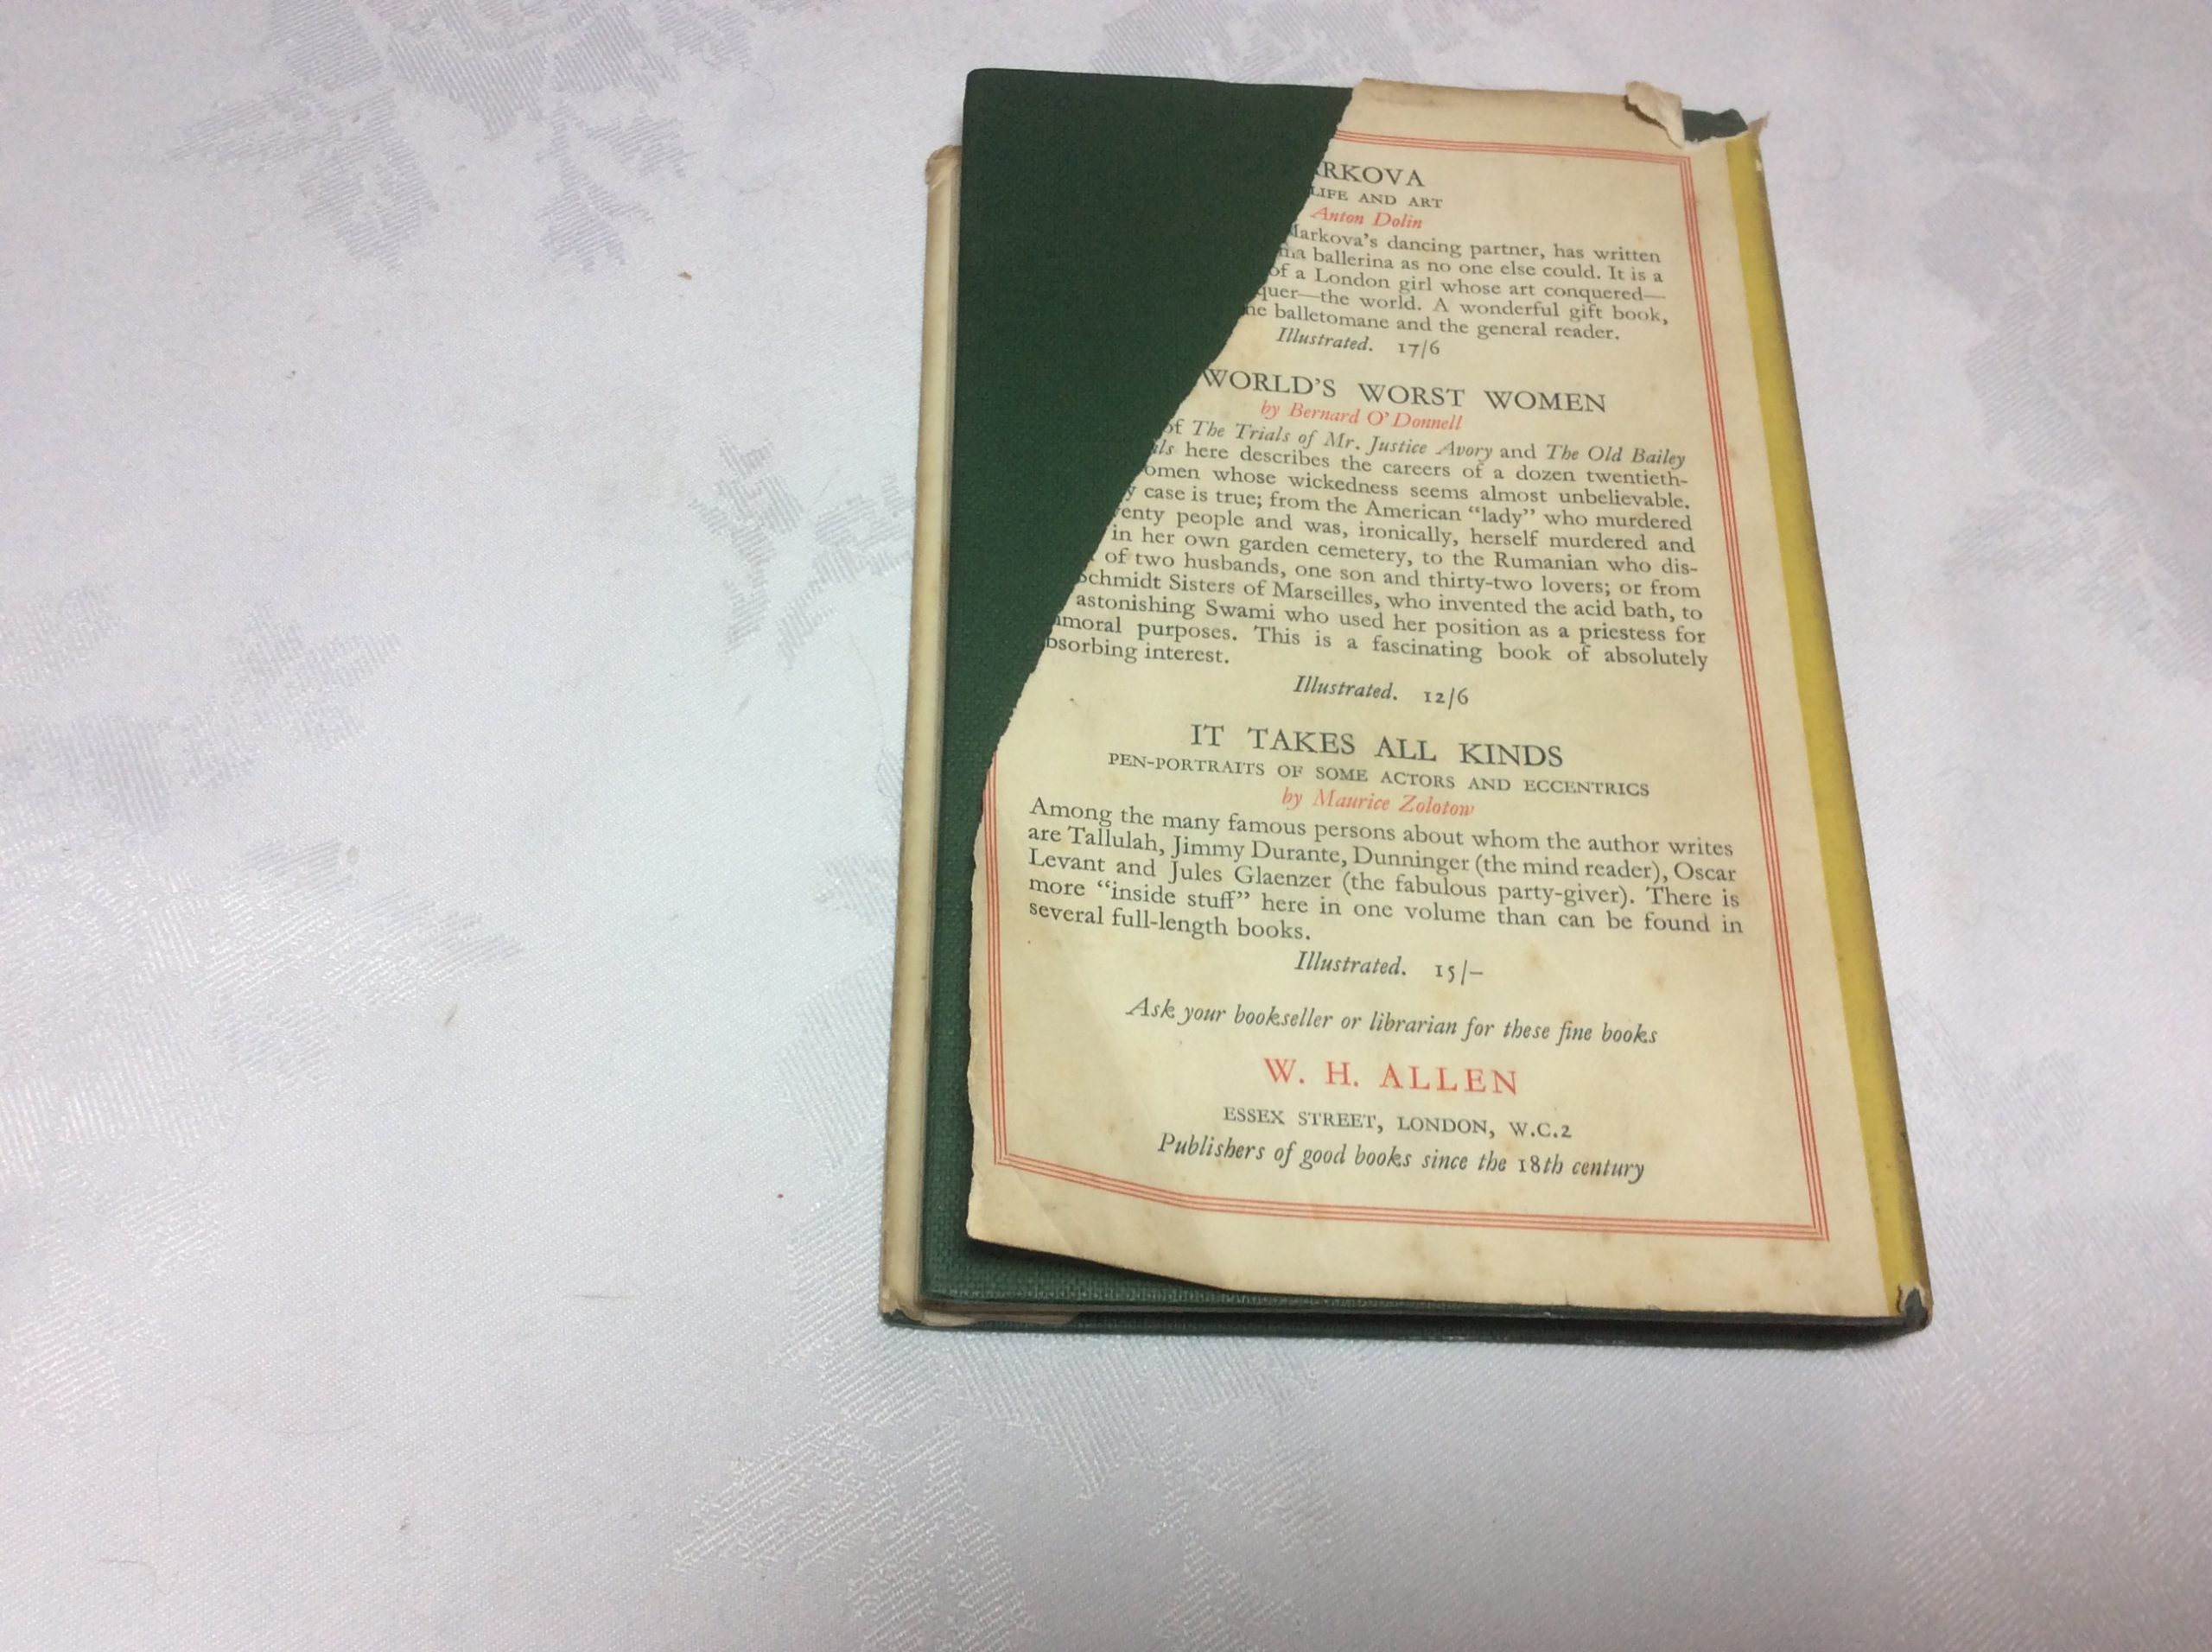 RKOVA
LIFE AND ART
Anton Dolin
Markova's dancing partner, has written
ma ballerina as no one else could. It is a
of a London girl whose art conquered—
quer—the world. A wonderful gift book,
he balletomane and the general reader.
Illustrated. 17/6
WORLD'S WORST WOMEN
by Bernard O'Donnell
of The Trials of Mr. Justice Avory and The Old Bailey
ls here describes the careers of a dozen twentieth-
omen whose wickedness seems almost unbelievable.
y case is true; from the American "lady" who murdered
enty people and was, ironically, herself murdered and
in her own garden cemetery, to the Rumanian who dis-
of two husbands, one son and thirty-two lovers; or from
Schmidt Sisters of Marseilles, who invented the acid bath, to
astonishing Swami who used her position as a priestess for
mmoral purposes. This is a fascinating book of absolutely
bsorbing interest.
Illustrated. 12/6
IT TAKES ALL KINDS
PEN-PORTRAITS OF SOME ACTORS AND ECCENTRICS
by Maurice Zolotow
Among the many famous persons about whom the author writes
are Tallulah, Jimmy Durante, Dunninger (the mind reader), Oscar
Levant and Jules Glaenzer (the fabulous party-giver). There is
more "inside stuff" here in one volume than can be found in
several full-length books.
Illustrated. 15/–
Ask your bookseller or librarian for these fine books
W. H. ALLEN
ESSEX STREET, LONDON, W.C.2
Publishers of good books since the 18th century